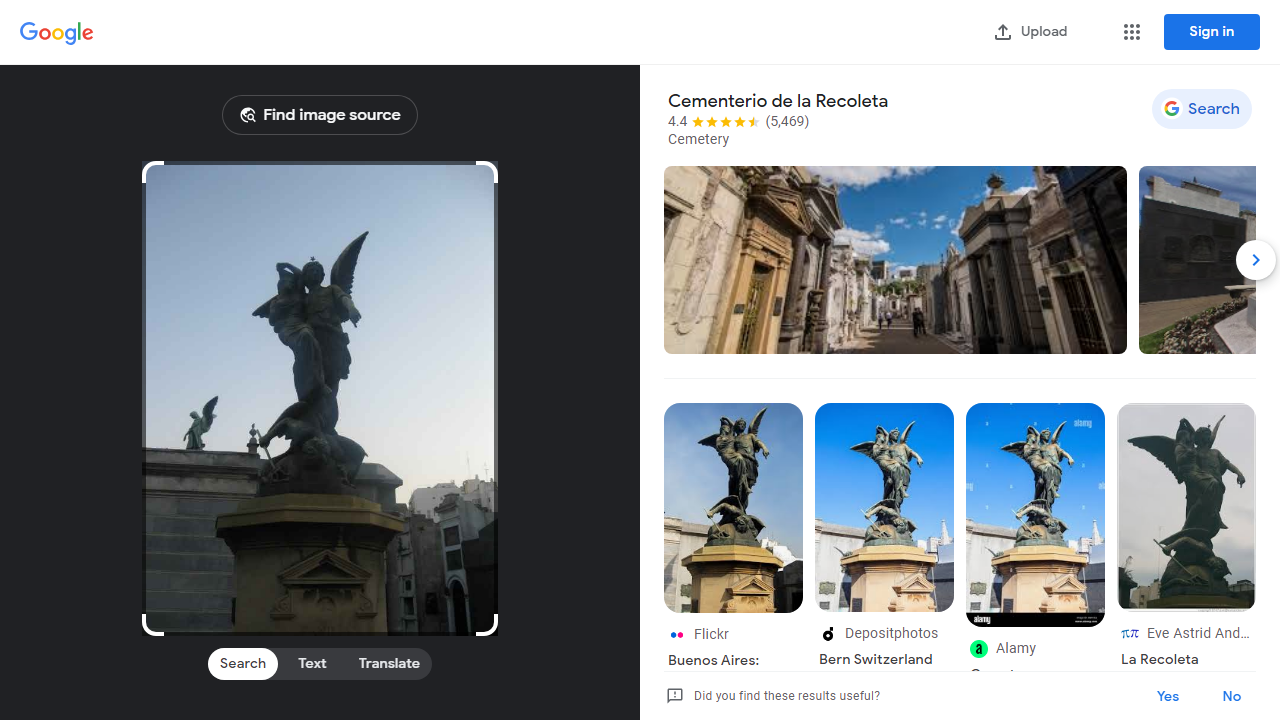 Google
Upload
Sign in
Find image source
Search
Text
Translate
Cementerio de la Recoleta
4.4 (5,469)
Cemetery
Search
Flickr
Buenos Aires:
Depositphotos
Bern Switzerland
alamy
alamy
a Alamy
Eve Astrid And...
La Recoleta
Did you find these results useful?
Yes
No